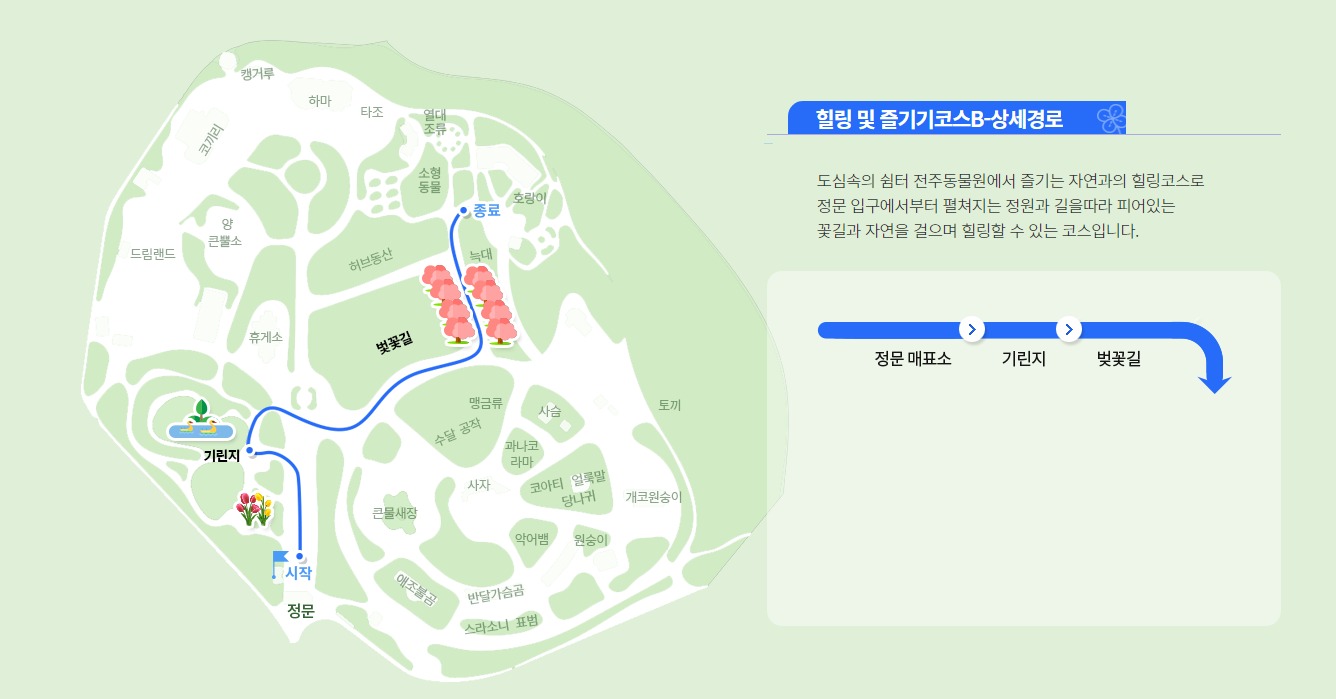 캥거루
하마
타조
열대
조류
코끼리
소형
동물
호랑이
종료
양
큰뿔소
드림랜드
허브동산
늑대
휴게소
벚꽃길
맹금류
사슴
토끼
수달 공작
기린지
과나코
라마
사자
코아티
얼룩말
당나귀
개코원숭이
큰물새장
악어뱀
원숭이
시작
에조불곰
반달가슴곰
정문
스라소니 표범
힐링 및 즐기기코스B-상세경로
도심속의 쉼터 전주동물원에서 즐기는 자연과의 힐링코스로
정문 입구에서부터 펼쳐지는 정원과 길을따라 피어있는
꽃길과 자연을 걸으며 힐링할 수 있는 코스입니다.
정문 매표소
기린지
벚꽃길